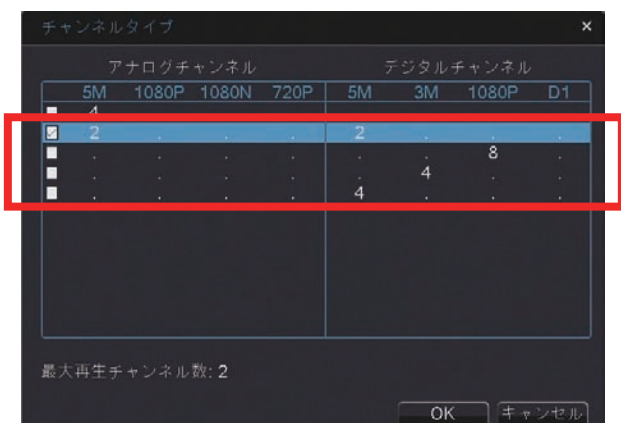 チャンネルタイプ ×
アナログチャンネル デジタルチャンネル
5M 1080P 1080N 720P 5M 3M 1080P D1
4
2 . . . 2 . . .
. . . . . . 8 .
. . . . . 4 . .
. . . . 4 . . .
最大再生チャンネル数: 2
OK キャンセル